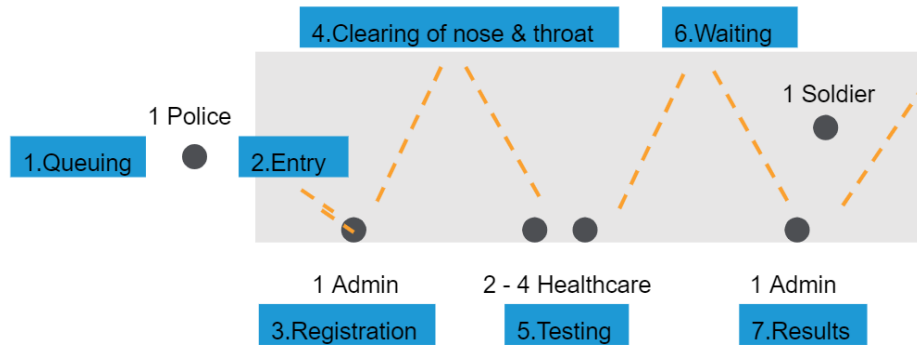 4.Clearing of nose & throat
6.Waiting
1 Soldier
1 Police
1.Queuing
2.Entry
1 Admin
2 - 4 Healthcare
1 Admin
3.Registration
5.Testing
7.Results